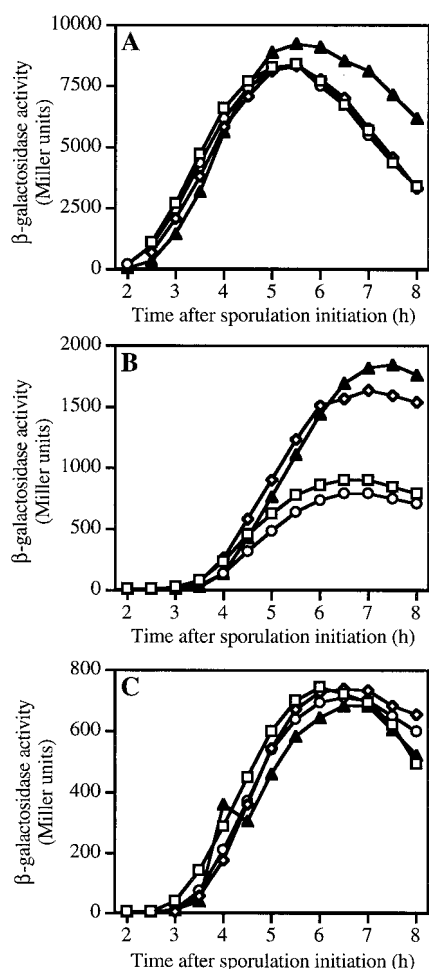 A
β-galactosidase activity
(Miller units)
10000
7500
5000
2500
0
2 3 4 5 6 7 8
Time after sporulation initiation (h)
B
β-galactosidase activity
(Miller units)
2000
1500
1000
500
0
2 3 4 5 6 7 8
Time after sporulation initiation (h)
C
β-galactosidase activity
(Miller units)
800
600
400
200
0
2 3 4 5 6 7 8
Time after sporulation initiation (h)